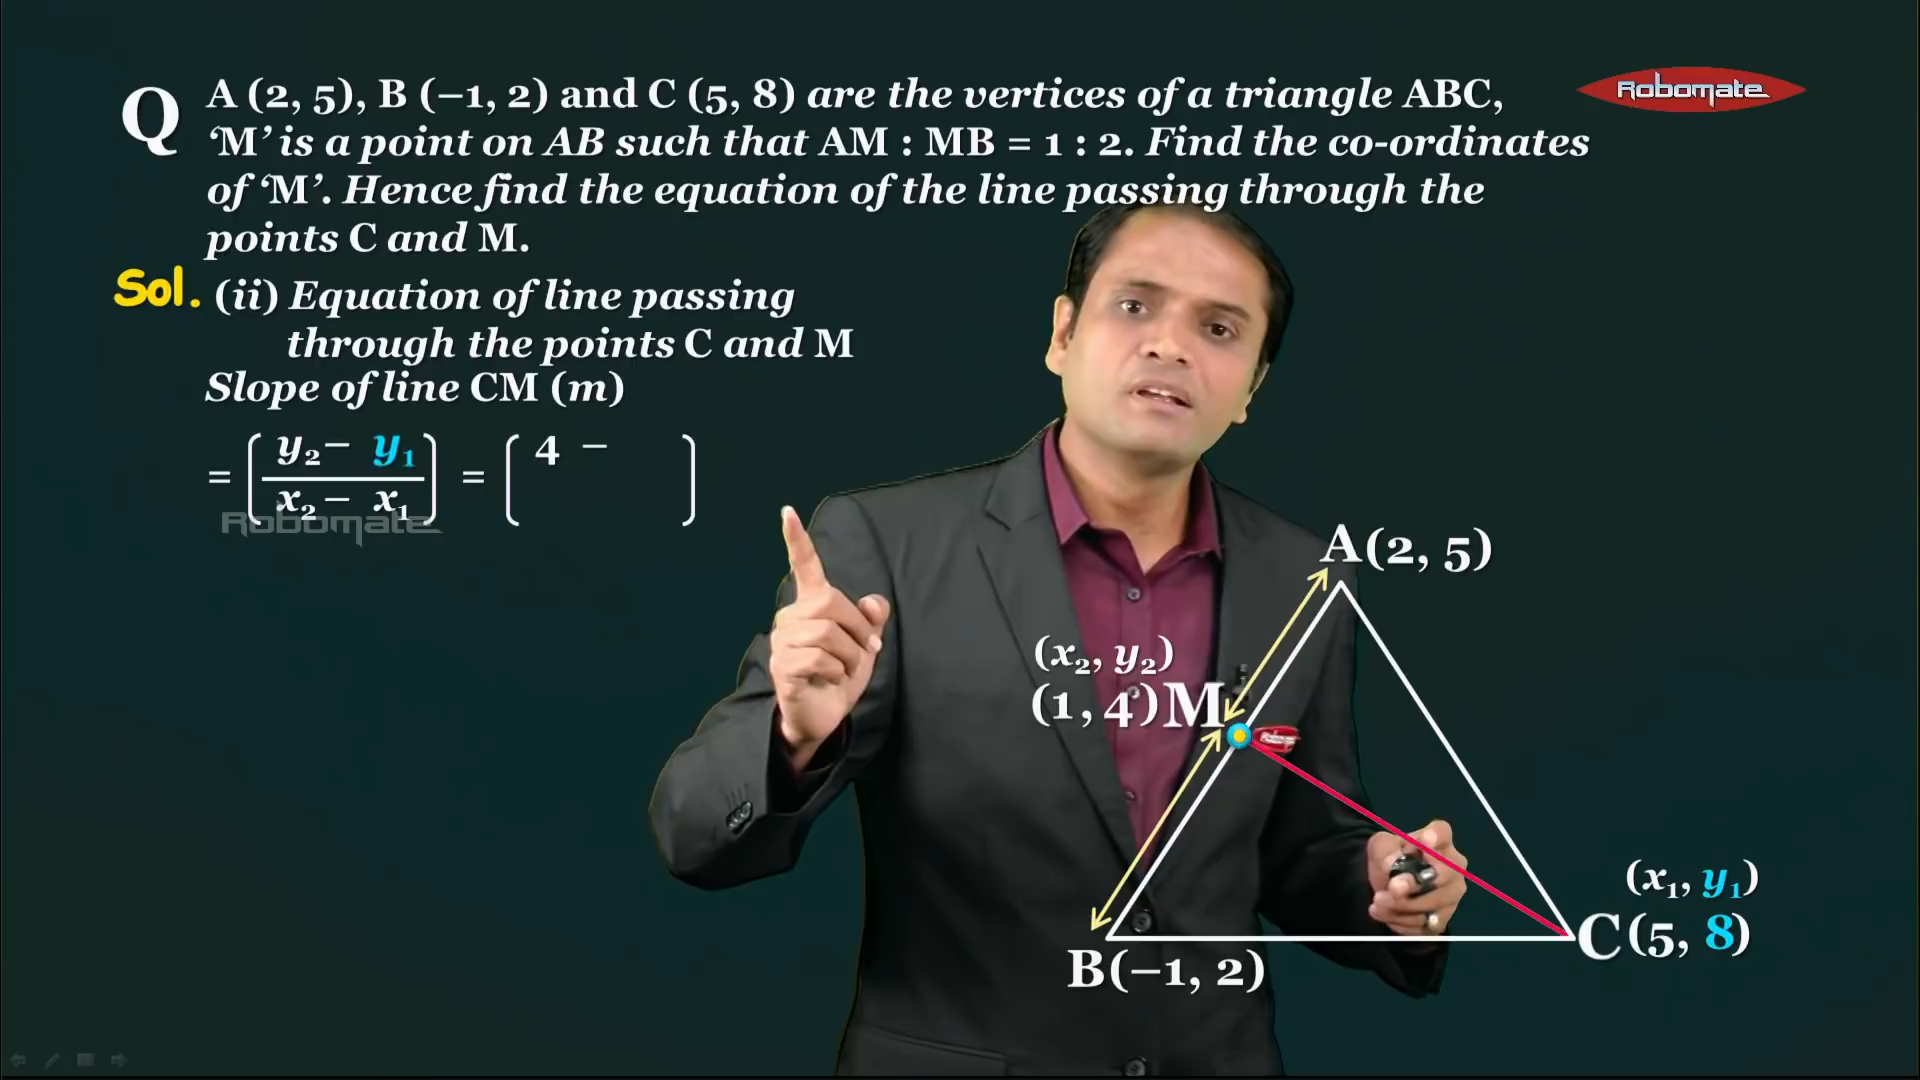 Q A (2, 5), B (–1, 2) and C (5, 8) are the vertices of a triangle ABC,
‘M’ is a point on AB such that AM : MB = 1 : 2. Find the co-ordinates
of ‘M’. Hence find the equation of the line passing through the
points C and M.
Robomate
Sol. (ii) Equation of line passing
through the points C and M
Slope of line CM (m)
= [ y₂ – y₁ / x₂ – x₁ ] = [ 4 – ]
Robomate
A(2, 5)
(x₂, y₂)
(1, 4)M
(x₁, y₁)
C(5, 8)
B(–1, 2)